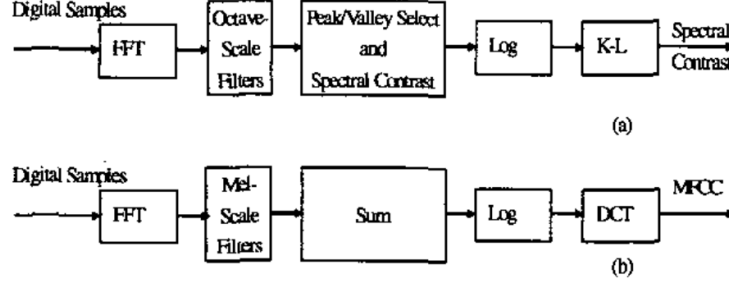 Digital Samples
FFT
Octave-
Scale
Filters
Peak/Valley Select
and
Spectral Contrast
Log
K-L
Spectral
Contrast
(a)
Digital Samples
FFT
Mel-
Scale
Filters
Sum
Log
DCT
MFCC
(b)